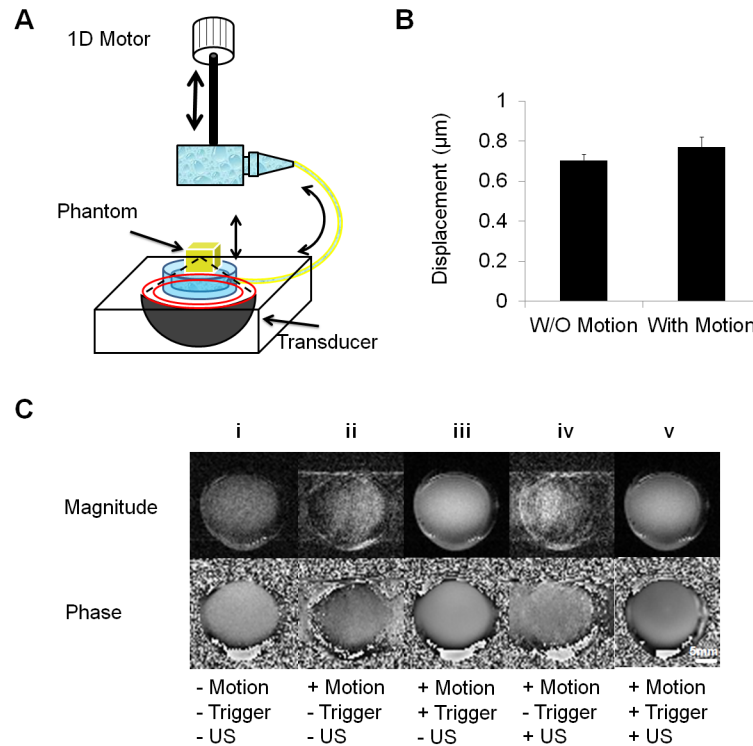 A
1D Motor
Phantom
Transducer
B
Displacement (µm)
1
0.8
0.6
0.4
0.2
0
W/O Motion
With Motion
C
i ii iii iv v
Magnitude
Phase
5mm
- Motion + Motion + Motion + Motion + Motion
- Trigger - Trigger + Trigger - Trigger + Trigger
- US - US - US + US + US